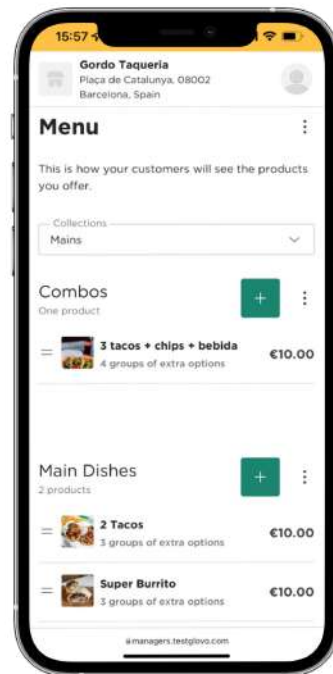 15:57
Gordo Taqueria
Plaça de Catalunya, 08002
Barcelona, Spain
Menu
This is how your customers will see the products
you offer.
Collections
Mains
Combos
One product
3 tacos + chips + bebida
4 groups of extra options
€10.00
Main Dishes
2 products
2 Tacos
3 groups of extra options
€10.00
Super Burrito
3 groups of extra options
€10.00
managers.testglovo.com